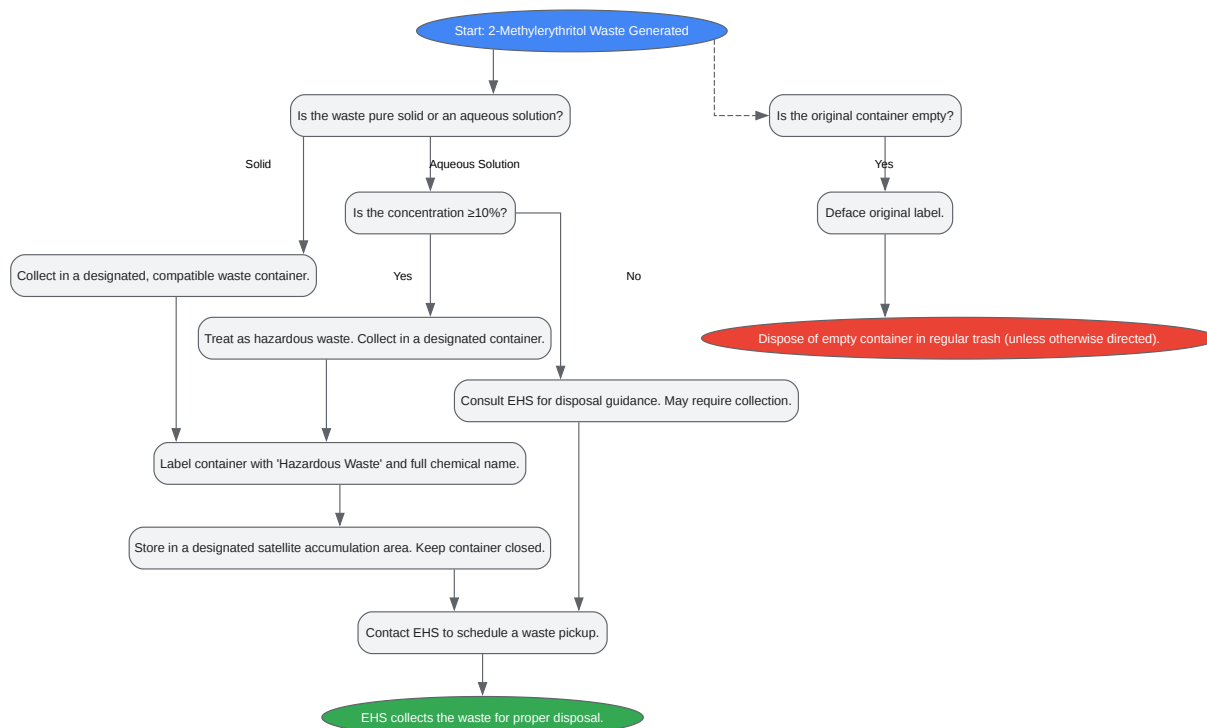 Start: 2-Methylerythritol Waste Generated
Is the waste pure solid or an aqueous solution?
Is the original container empty?
Solid
Aqueous Solution
Yes
Is the concentration ≥10%?
Deface original label.
Collect in a designated, compatible waste container.
Yes
No
Treat as hazardous waste. Collect in a designated container.
Dispose of empty container in regular trash (unless otherwise directed).
Consult EHS for disposal guidance. May require collection.
Label container with 'Hazardous Waste' and full chemical name.
Store in a designated satellite accumulation area. Keep container closed.
Contact EHS to schedule a waste pickup.
EHS collects the waste for proper disposal.